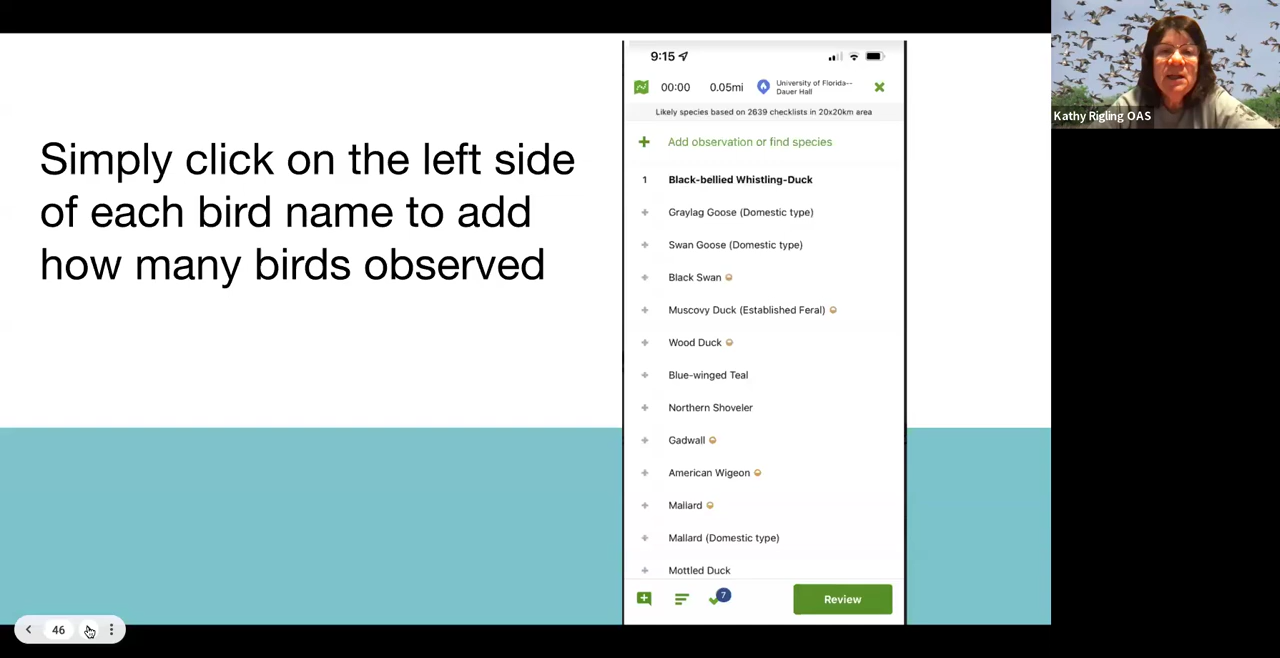 Simply click on the left side
of each bird name to add
how many birds observed
9:15
00:00 0.05mi University of Florida--
Dauer Hall
Likely species based on 2639 checklists in 20x20km area
Add observation or find species
1 Black-bellied Whistling-Duck
Graylag Goose (Domestic type)
Swan Goose (Domestic type)
Black Swan
Muscovy Duck (Established Feral)
Wood Duck
Blue-winged Teal
Northern Shoveler
Gadwall
American Wigeon
Mallard
Mallard (Domestic type)
Mottled Duck
7
Review
46
Kathy Rigling OAS